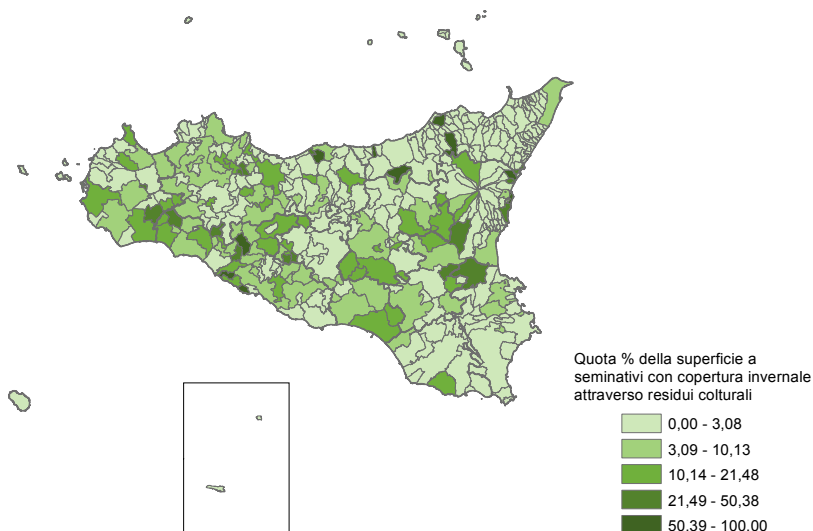 Quota % della superficie a
seminativi con copertura invernale
attraverso residui colturali
0,00 - 3,08
3,09 - 10,13
10,14 - 21,48
21,49 - 50,38
50,39 - 100,00